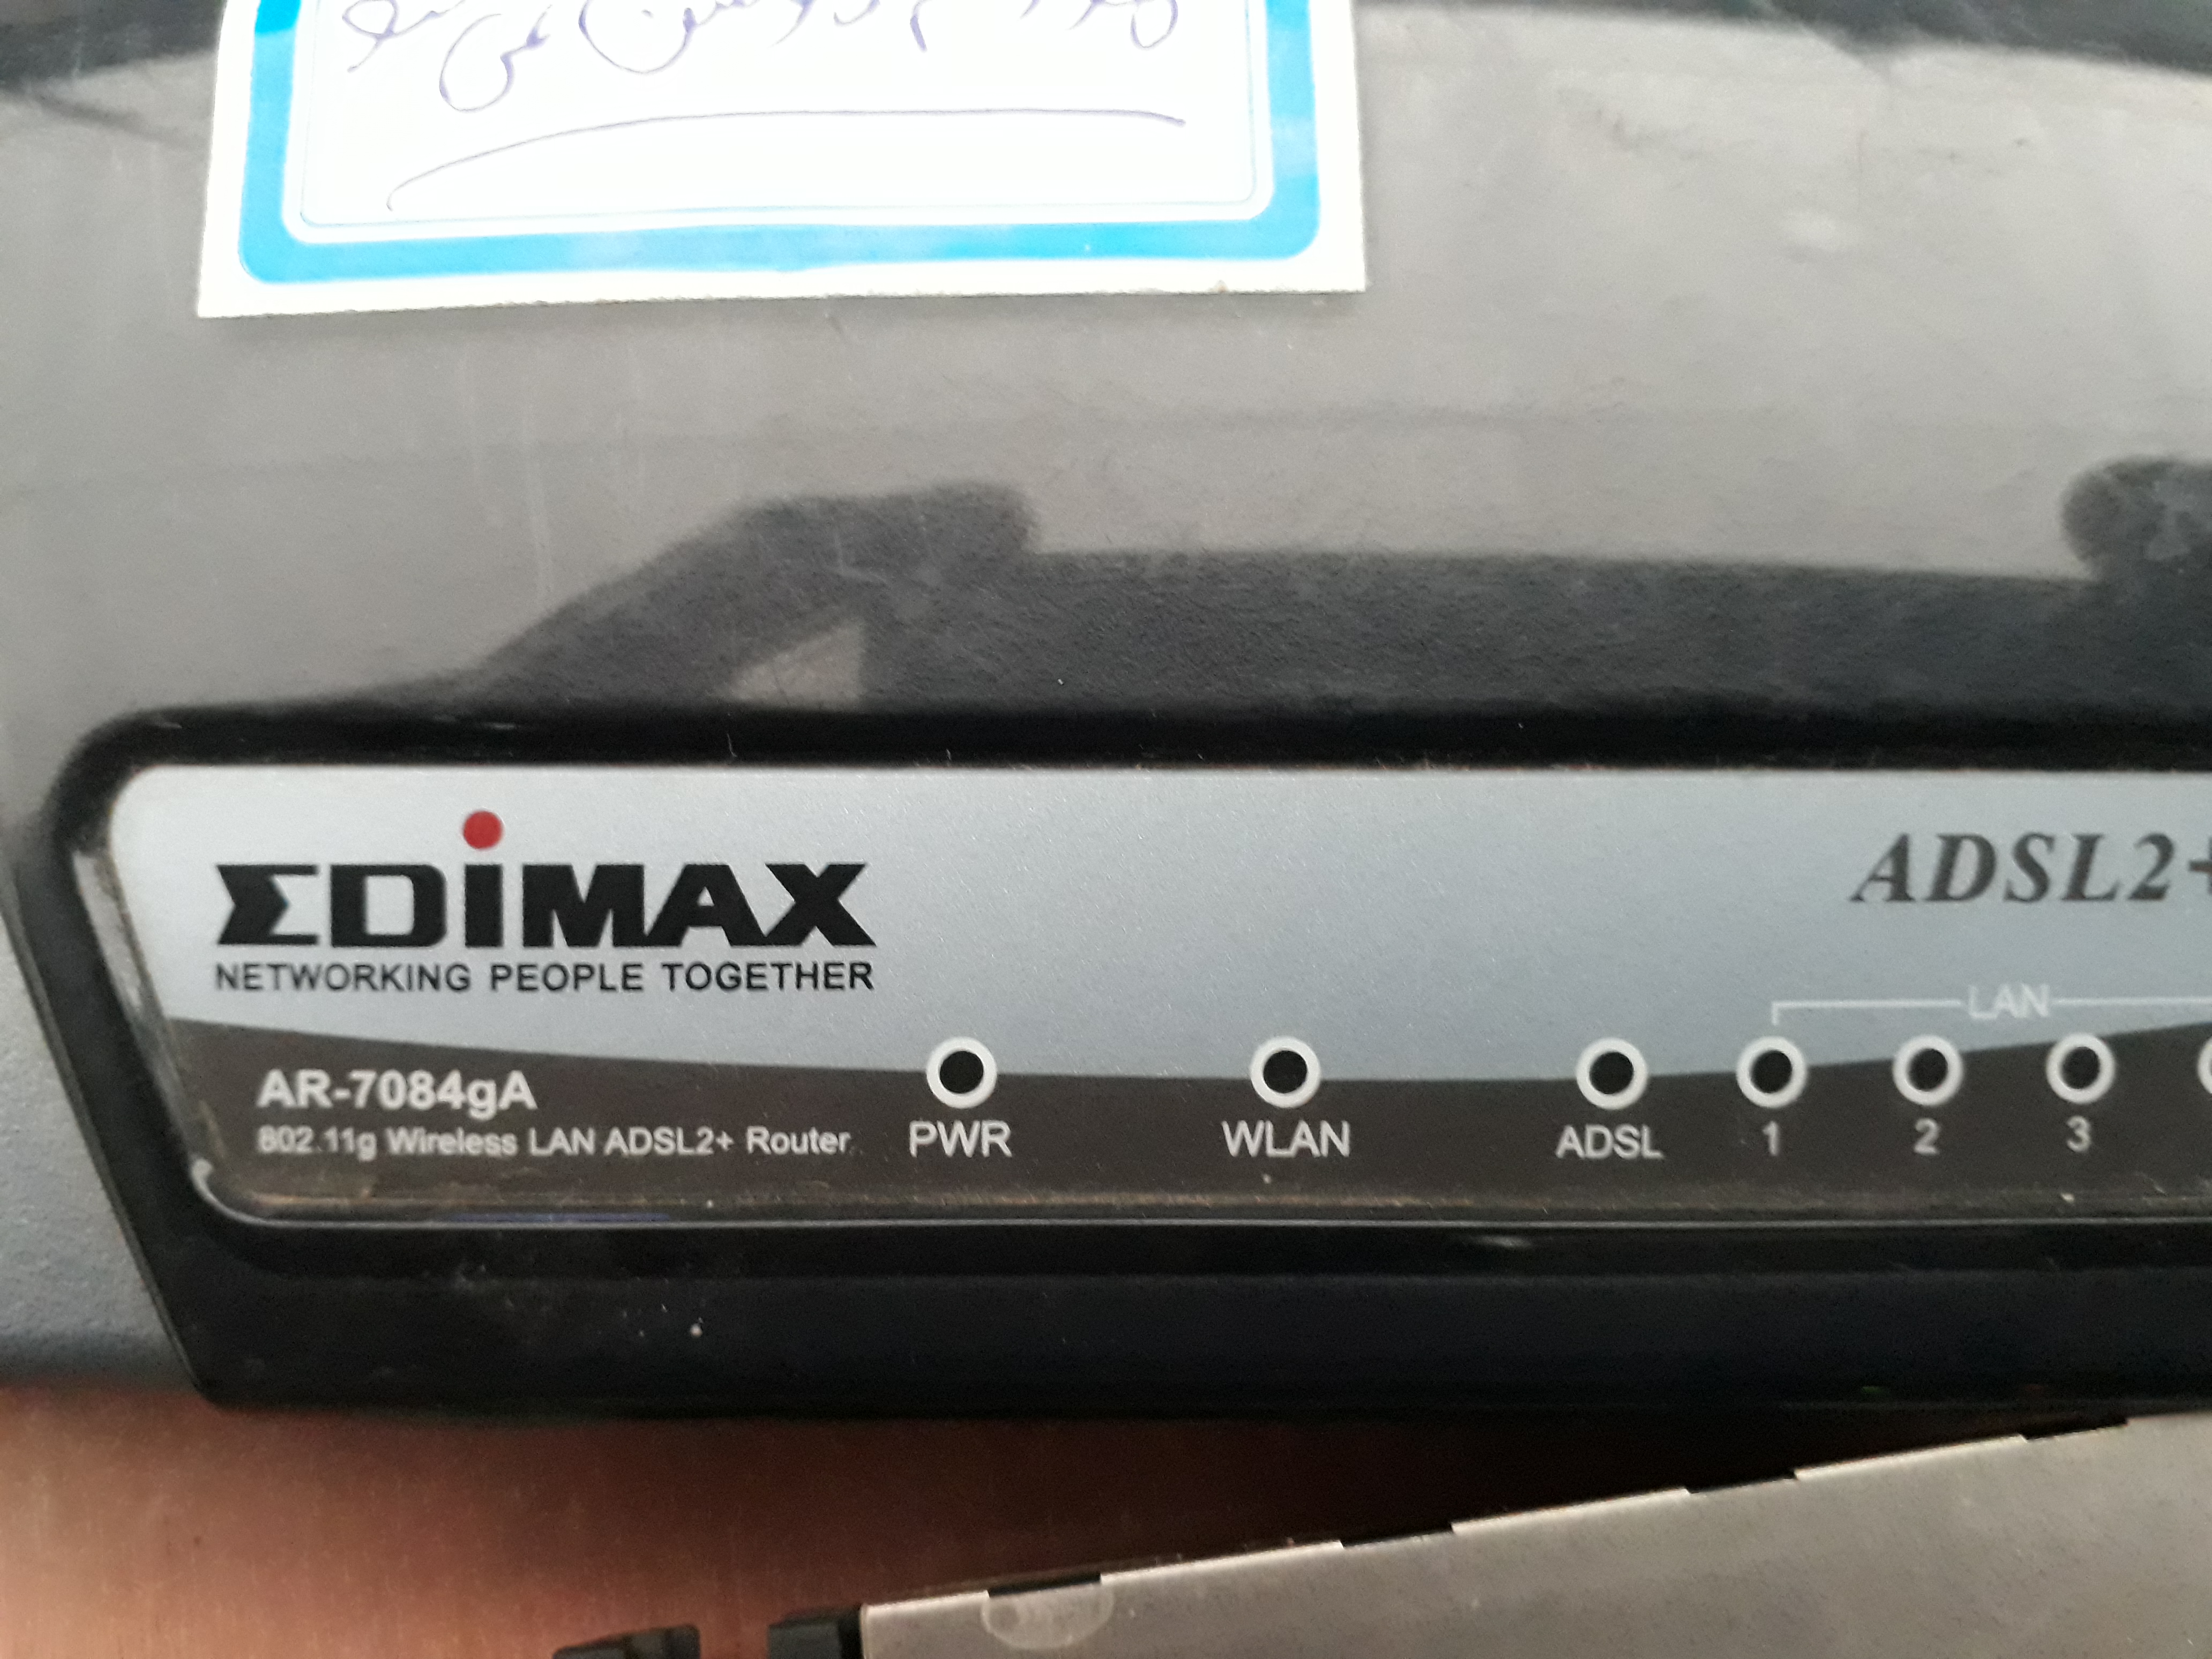 EDIMAX
NETWORKING PEOPLE TOGETHER
ADSL2+
LAN
AR-7084gA
802.11g Wireless LAN ADSL2+ Router
PWR
WLAN
ADSL
1
2
3